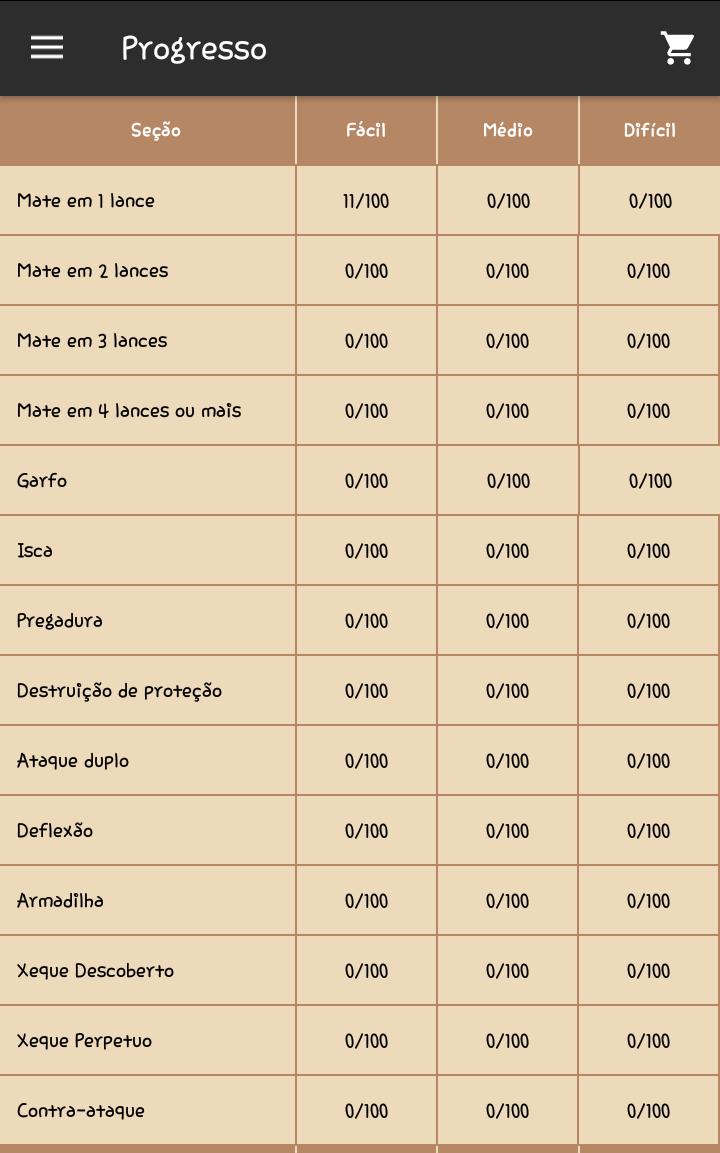 Progresso
Seção Fácil Médio Difícil
Mate em 1 lance 11/100 0/100 0/100
Mate em 2 lances 0/100 0/100 0/100
Mate em 3 lances 0/100 0/100 0/100
Mate em 4 lances ou mais 0/100 0/100 0/100
Garfo 0/100 0/100 0/100
Isca 0/100 0/100 0/100
Pregadura 0/100 0/100 0/100
Destruição de proteção 0/100 0/100 0/100
Ataque duplo 0/100 0/100 0/100
Deflexão 0/100 0/100 0/100
Armadilha 0/100 0/100 0/100
Xeque Descoberto 0/100 0/100 0/100
Xeque Perpetuo 0/100 0/100 0/100
Contra-ataque 0/100 0/100 0/100